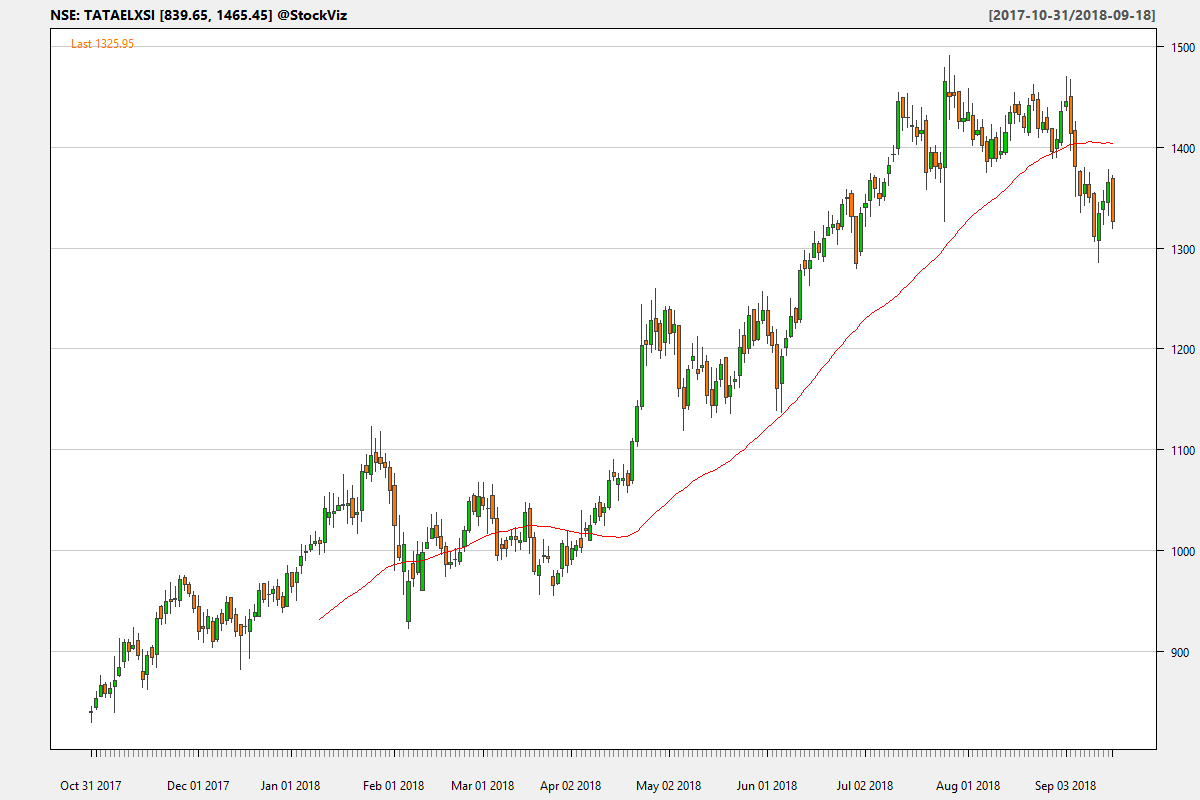 NSE: TATAELXSI [839.65, 1465.45] @StockViz
[2017-10-31/2018-09-18]
Last 1325.95
1500
1400
1300
1200
1100
1000
900
Oct 31 2017
Dec 01 2017
Jan 01 2018
Feb 01 2018
Mar 01 2018
Apr 02 2018
May 02 2018
Jun 01 2018
Jul 02 2018
Aug 01 2018
Sep 03 2018